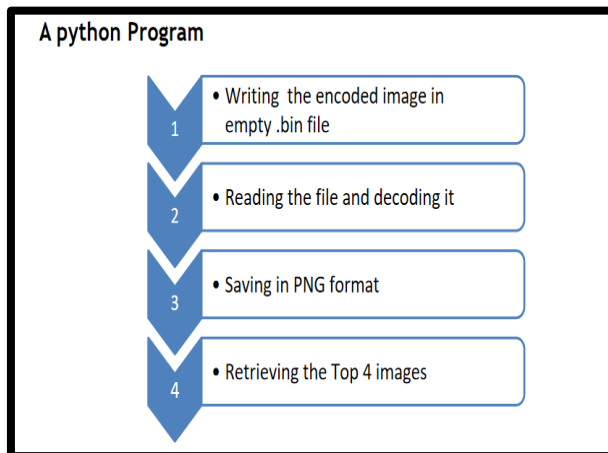 A python Program
1
• Writing the encoded image in
empty .bin file
2
• Reading the file and decoding it
3
• Saving in PNG format
4
• Retrieving the Top 4 images